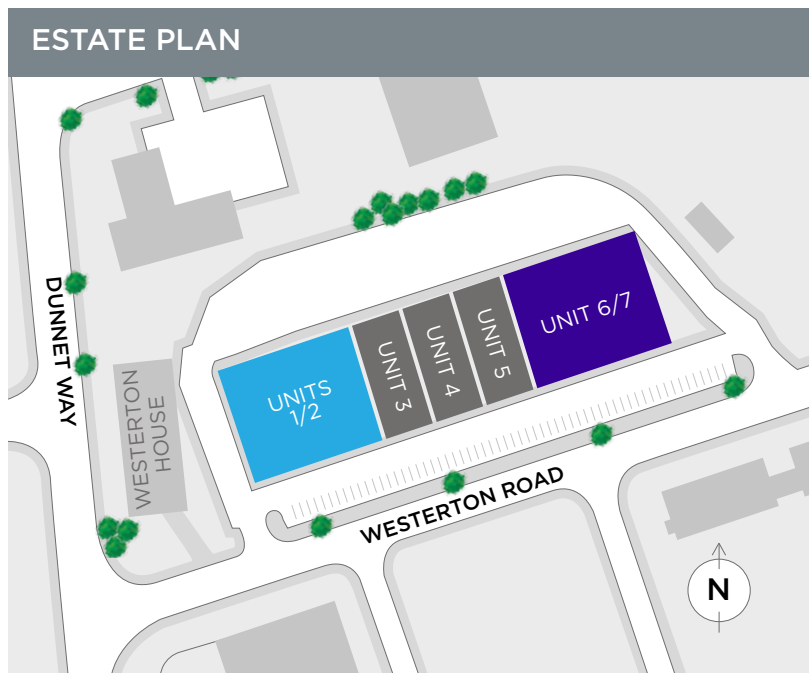 ESTATE PLAN
DUNNET WAY
WESTERTON
HOUSE
UNITS
1/2
UNIT 3
UNIT 4
UNIT 5
UNIT 6/7
WESTERTON ROAD
N